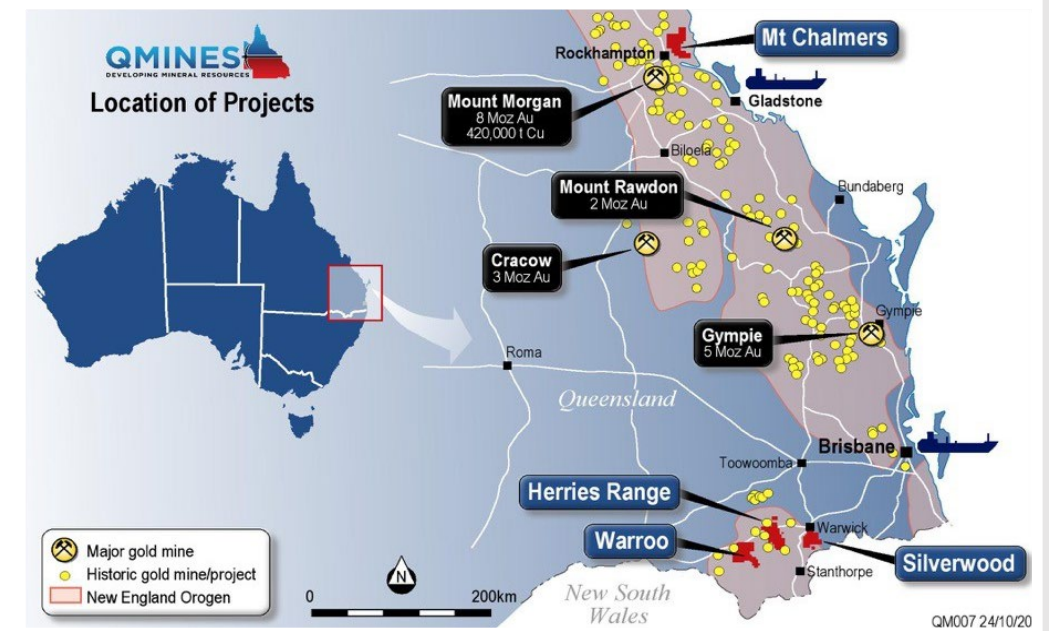 QMINES
DEVELOPING MINERAL RESOURCES
Location of Projects
Mt Chalmers
Rockhampton
Mount Morgan
8 Moz Au
420,000 t Cu
Gladstone
Biloela
Mount Rawdon
2 Moz Au
Bundaberg
Cracow
3 Moz Au
Gympie
Gympie
5 Moz Au
Roma
Queensland
Brisbane
Toowoomba
Herries Range
Warroo
Warwick
Silverwood
Stanthorpe
New South
Wales
Major gold mine
Historic gold mine/project
New England Orogen
N
0
200km
QM007 24/10/20